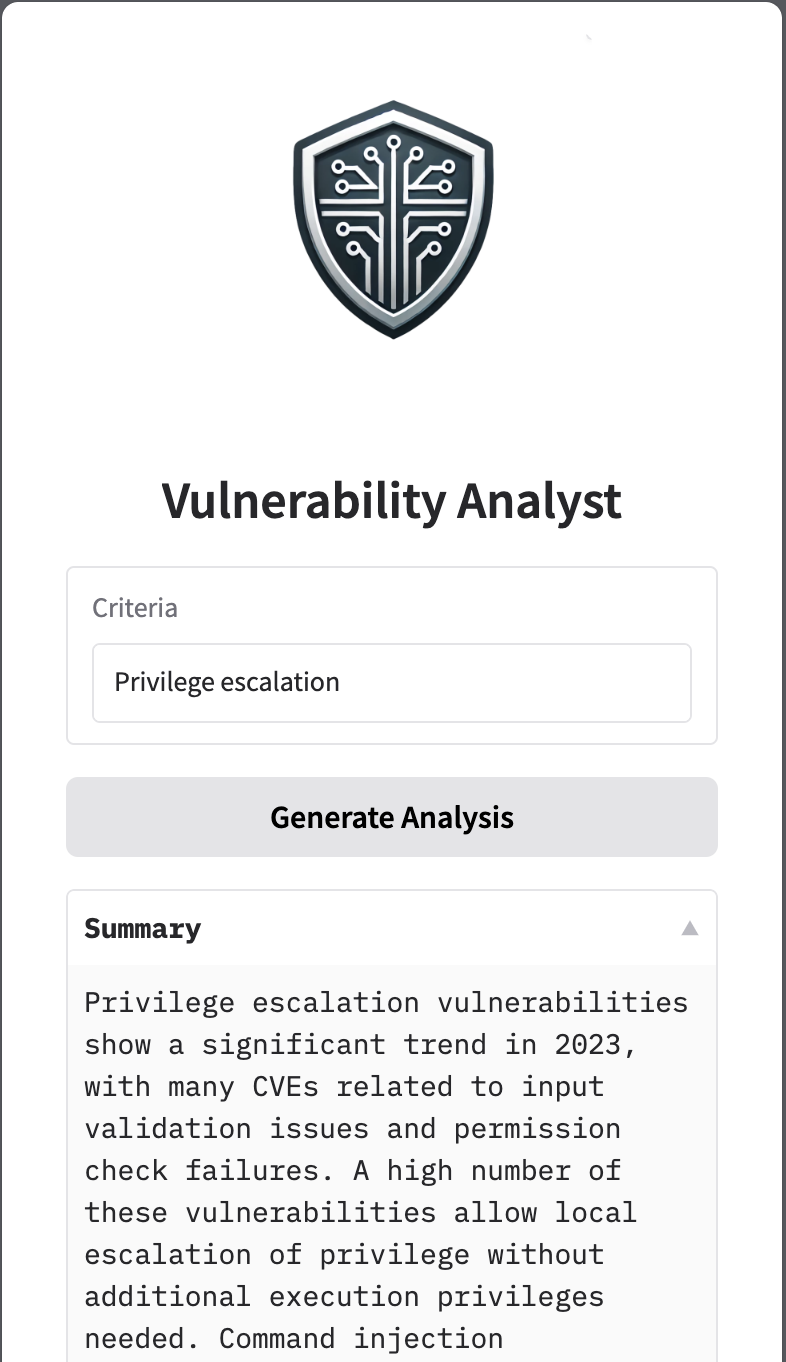 Vulnerability Analyst
Criteria
Privilege escalation
Generate Analysis
Summary
Privilege escalation vulnerabilities
show a significant trend in 2023,
with many CVEs related to input
validation issues and permission
check failures. A high number of
these vulnerabilities allow local
escalation of privilege without
additional execution privileges
needed. Command injection